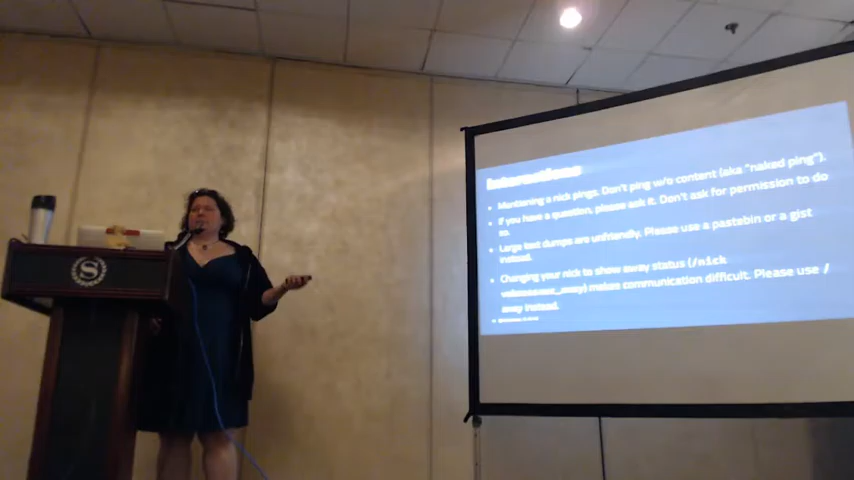 S
Interactions
• Mentioning a nick pings. Don't ping w/o content (aka "naked ping").
• If you have a question, please ask it. Don't ask for permission to do
so.
• Large text dumps are unfriendly. Please use a pastebin or a gist
instead.
• Changing your nick to show away status (/nick
_away) makes communication difficult. Please use /
away instead.